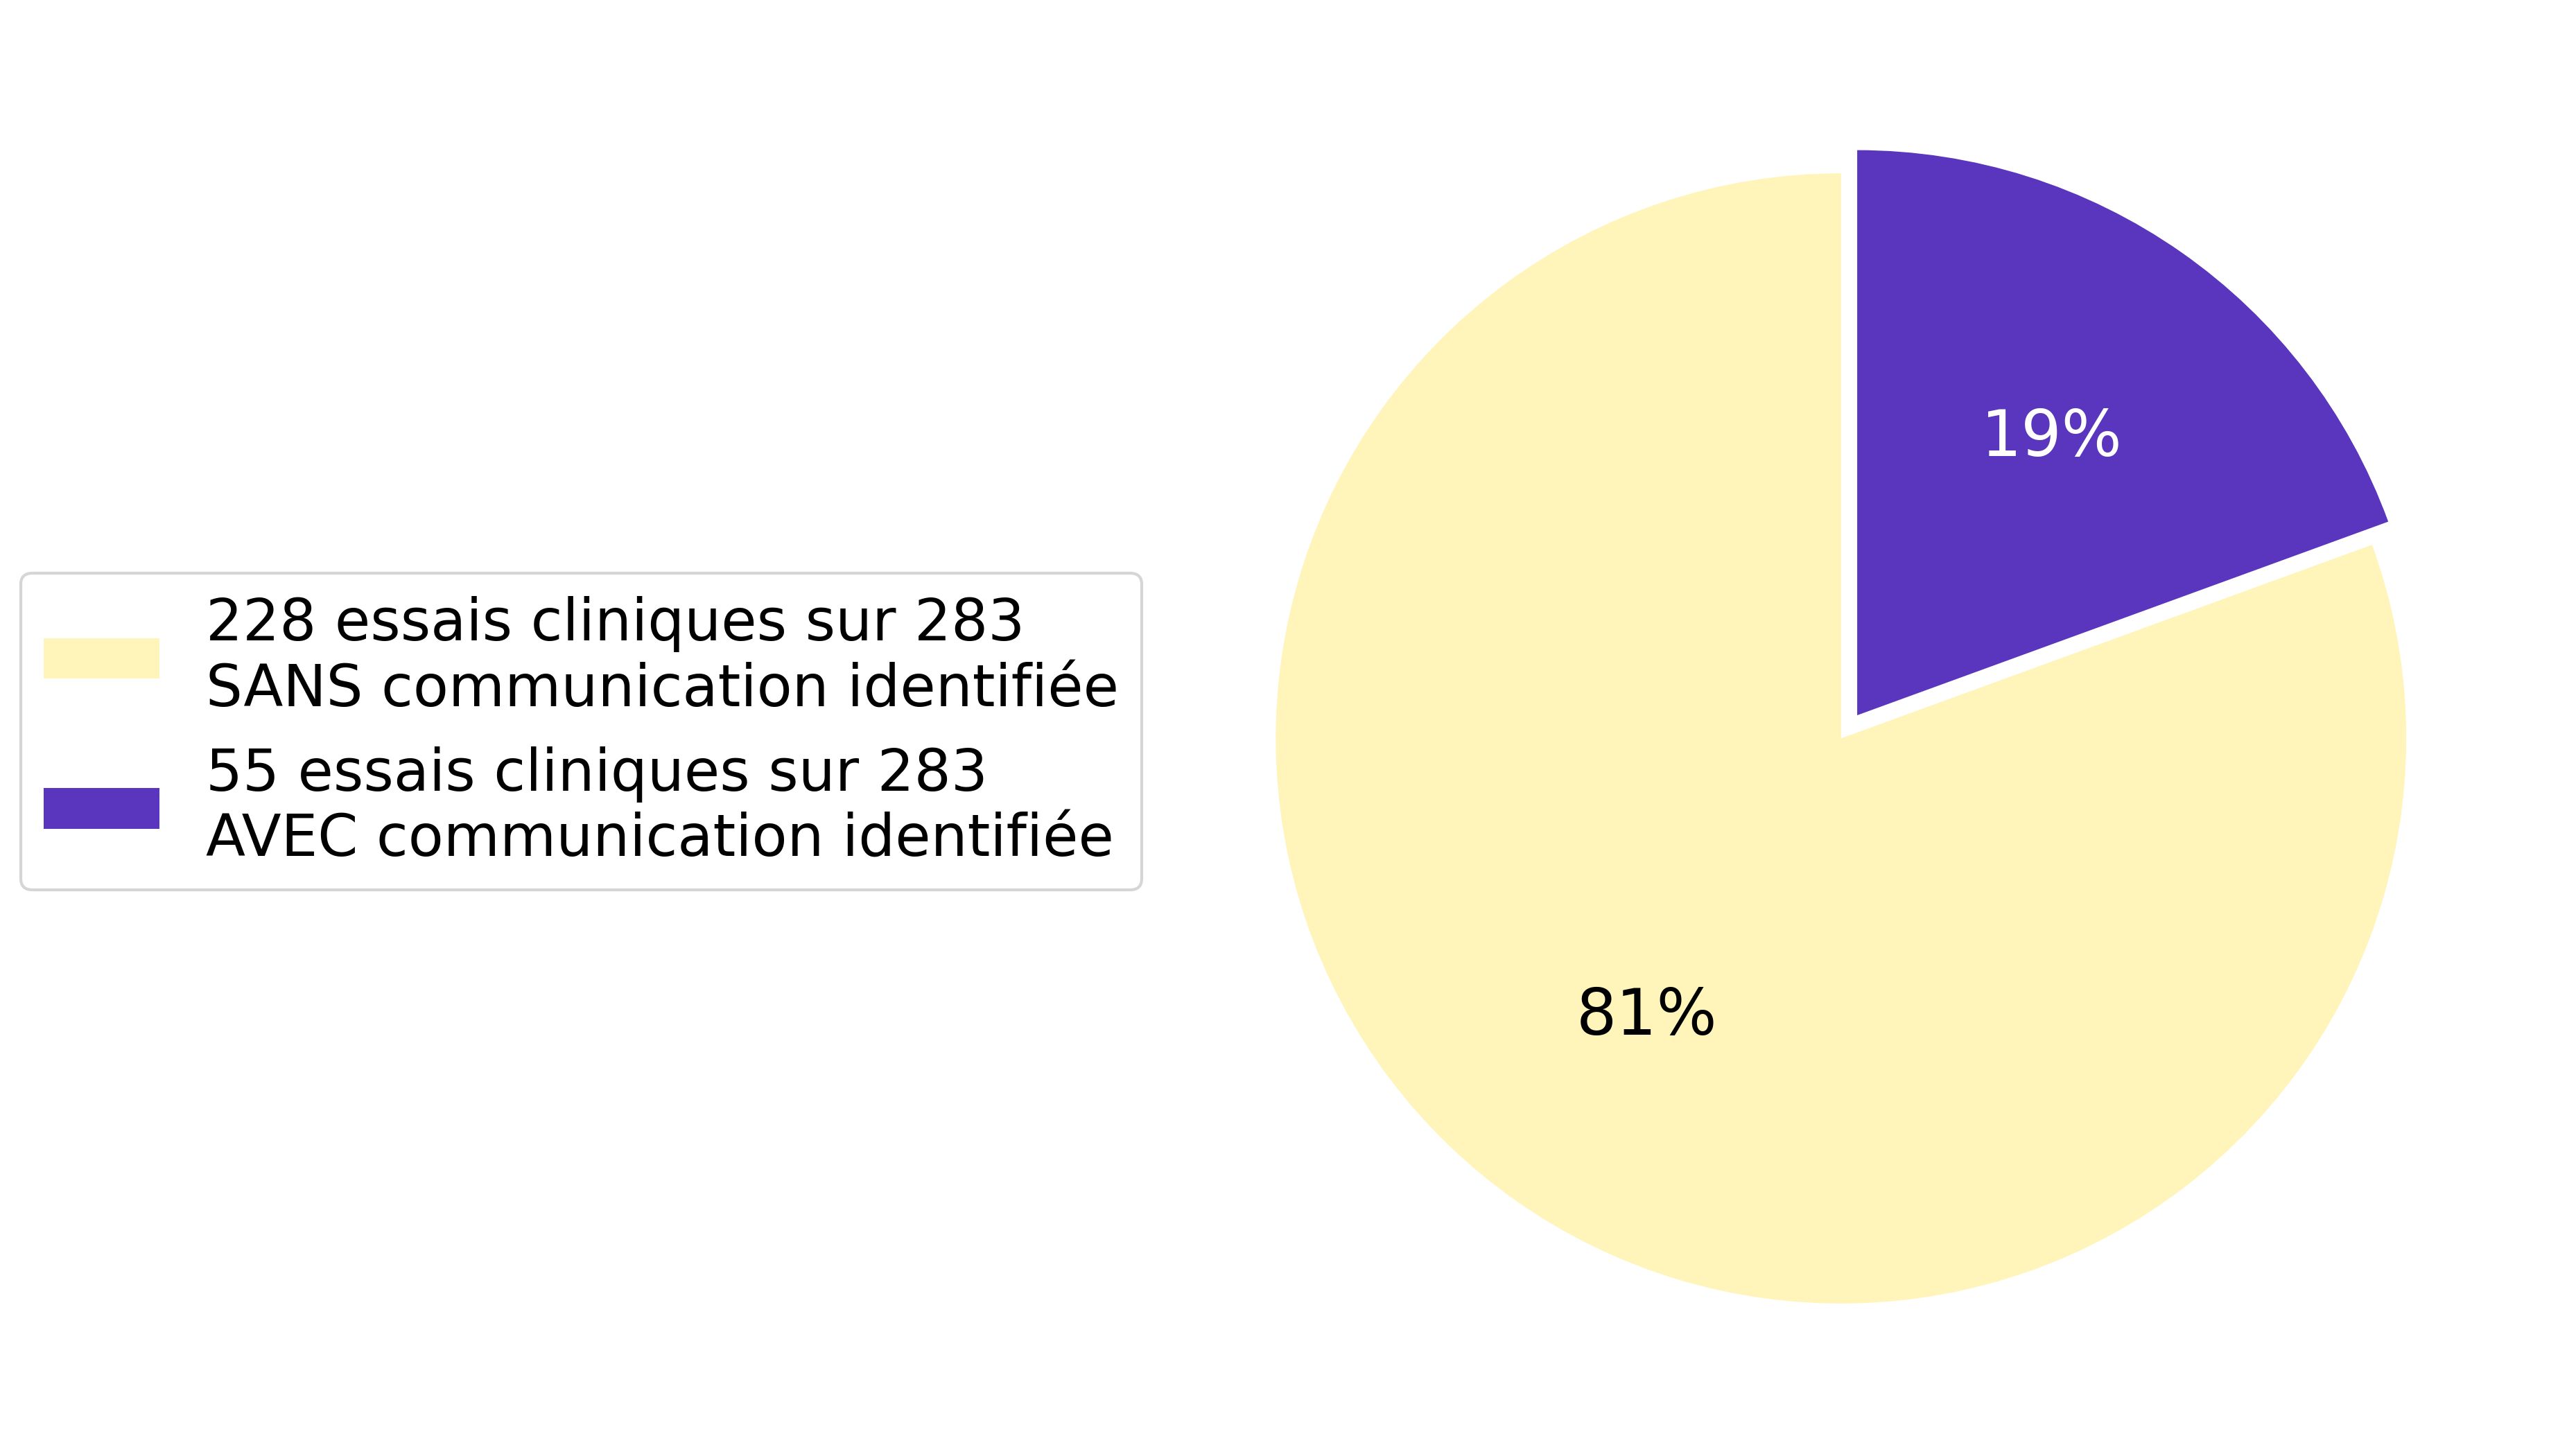 228 essais cliniques sur 283
SANS communication identifiée
55 essais cliniques sur 283
AVEC communication identifiée
19%
81%